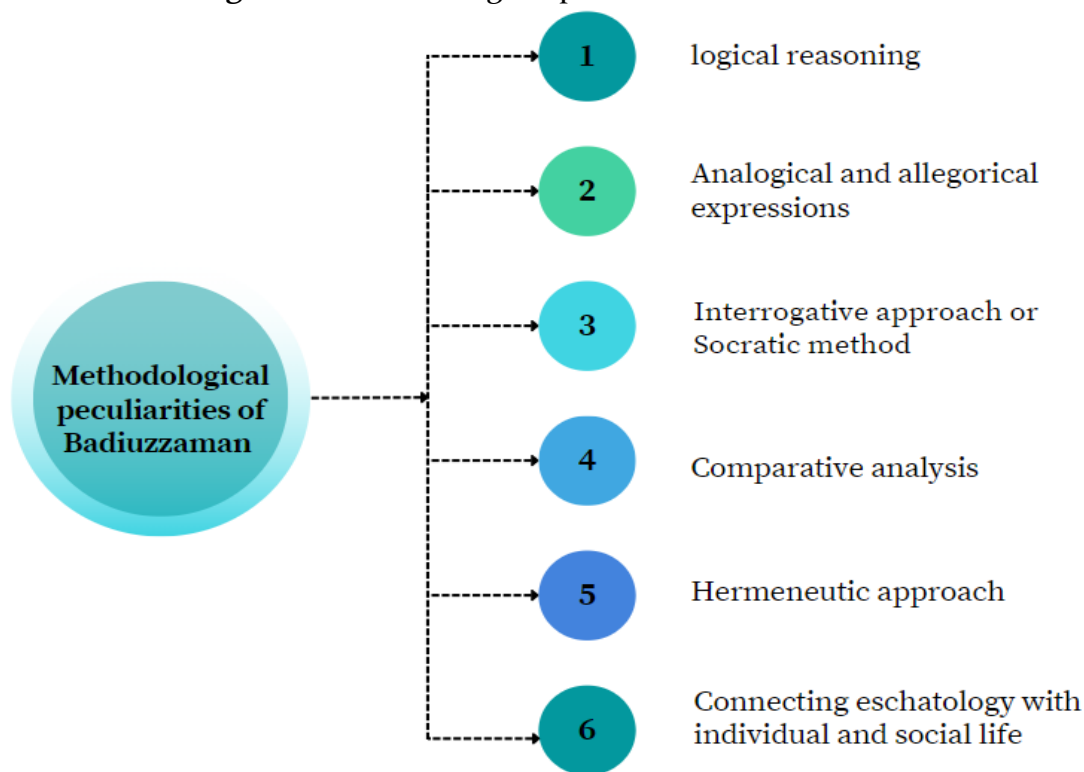 Methodological
peculiarities of
Badiuzzaman
1
logical reasoning
2
Analogical and allegorical
expressions
3
Interrogative approach or
Socratic method
4
Comparative analysis
5
Hermeneutic approach
6
Connecting eschatology with
individual and social life